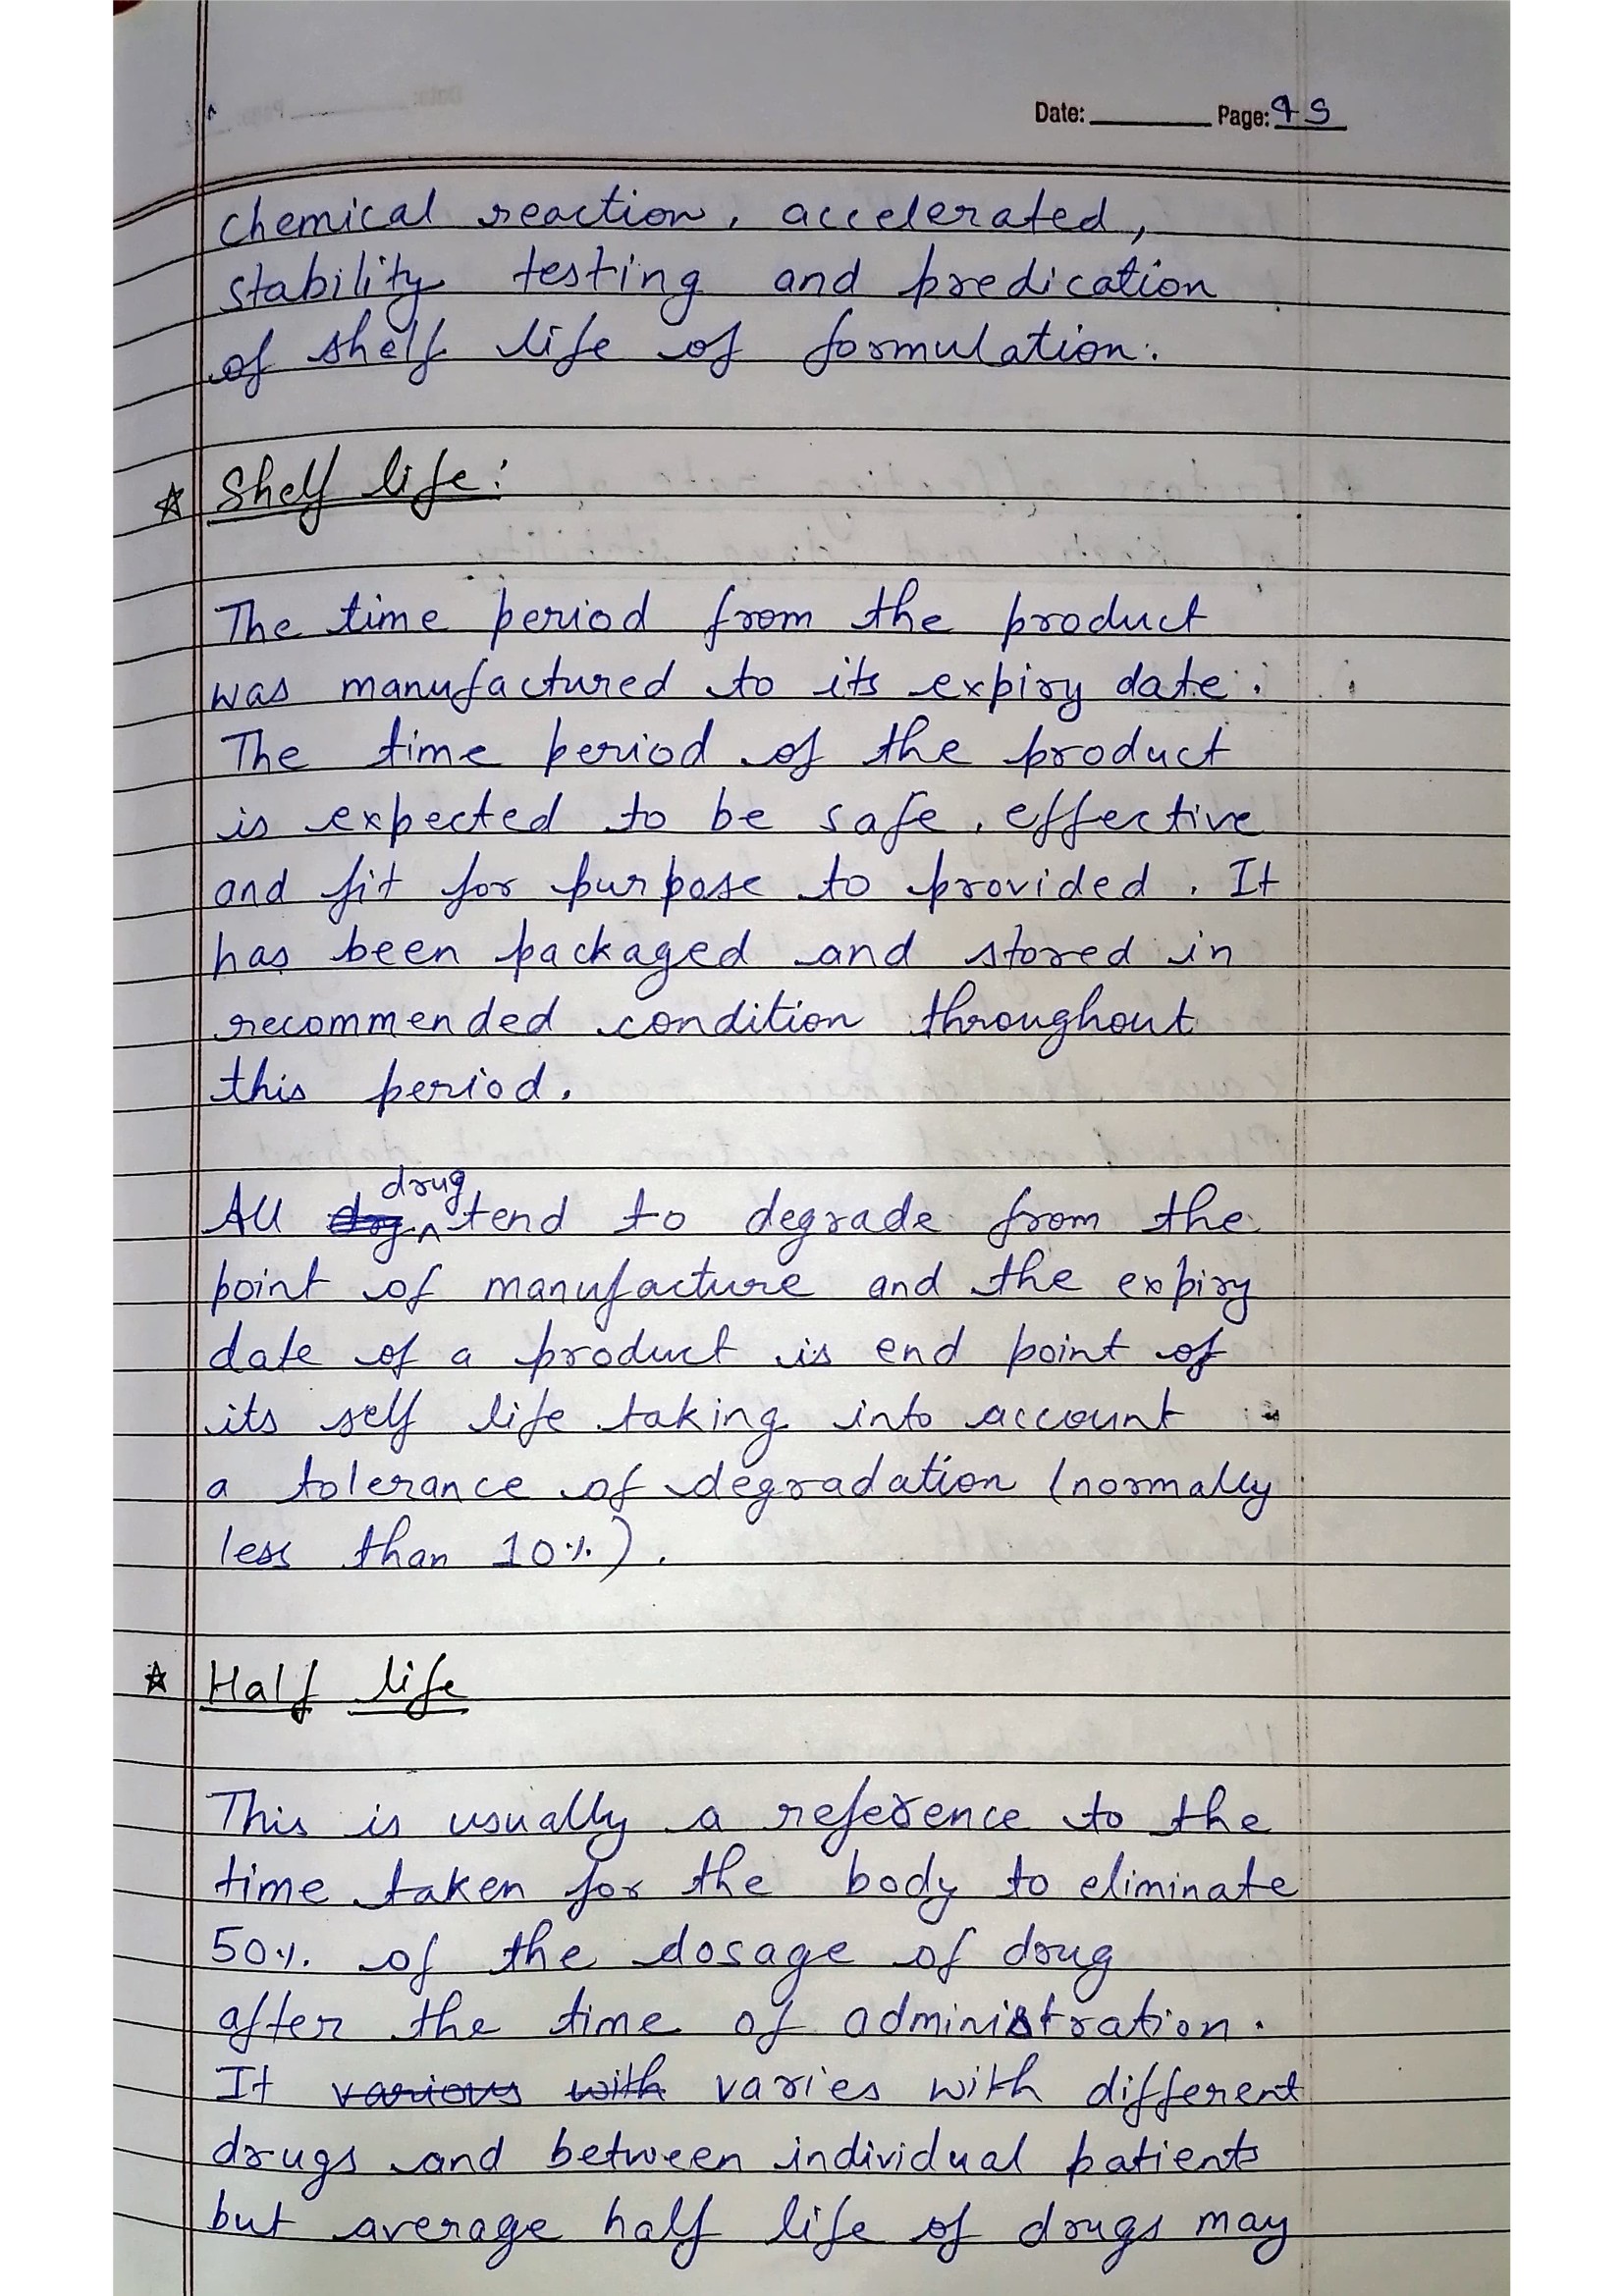 Date: Page: 95
chemical reaction, accelerated,
stability testing and predication
of shelf life of formulation.
☆ Shelf life:
The time period from the product
was manufactured to its expiry date.
The time period of the product
is expected to be safe, effective
and fit for purpose to provided. It
has been packaged and stored in
recommended condition throughout
this period.
drug
All tend to degrade from the
point of manufacture and the expiry
date of a product is end point of
its self life taking into account
a tolerance of degradation (normally
less than 10%).
☆ Half life
This is usually a reference to the
time taken for the body to eliminate
50% of the dosage of drug
after the time of administration.
It various with varies with different
drugs and between individual patients
but average half life of drugs may